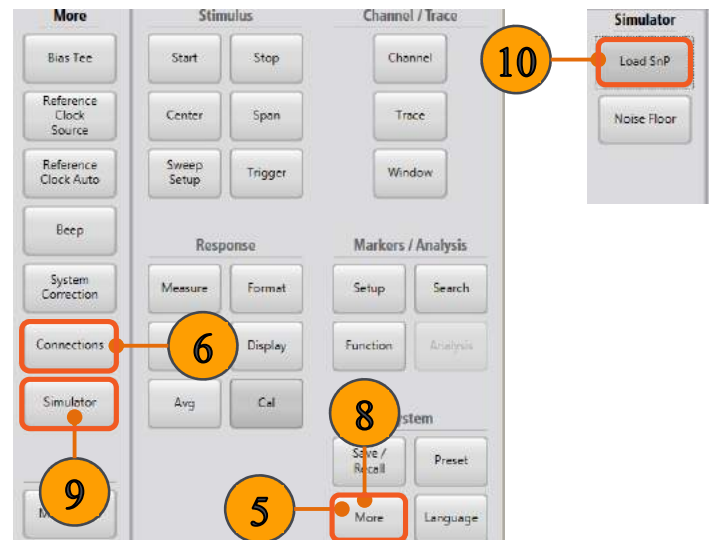 More
Bias Tee
Reference
Clock
Source
Reference
Clock Auto
Beep
System
Correction
Connections
Simulator
Stimulus
Start
Stop
Center
Span
Sweep
Setup
Trigger
Response
Measure
Format
Display
Avg
Cal
Channel / Trace
Channel
Trace
Window
Markers / Analysis
Setup
Search
Function
Analysis
Save /
Recall
Preset
More
Language
Simulator
Load SnP
Noise Floor
5
6
8
9
10